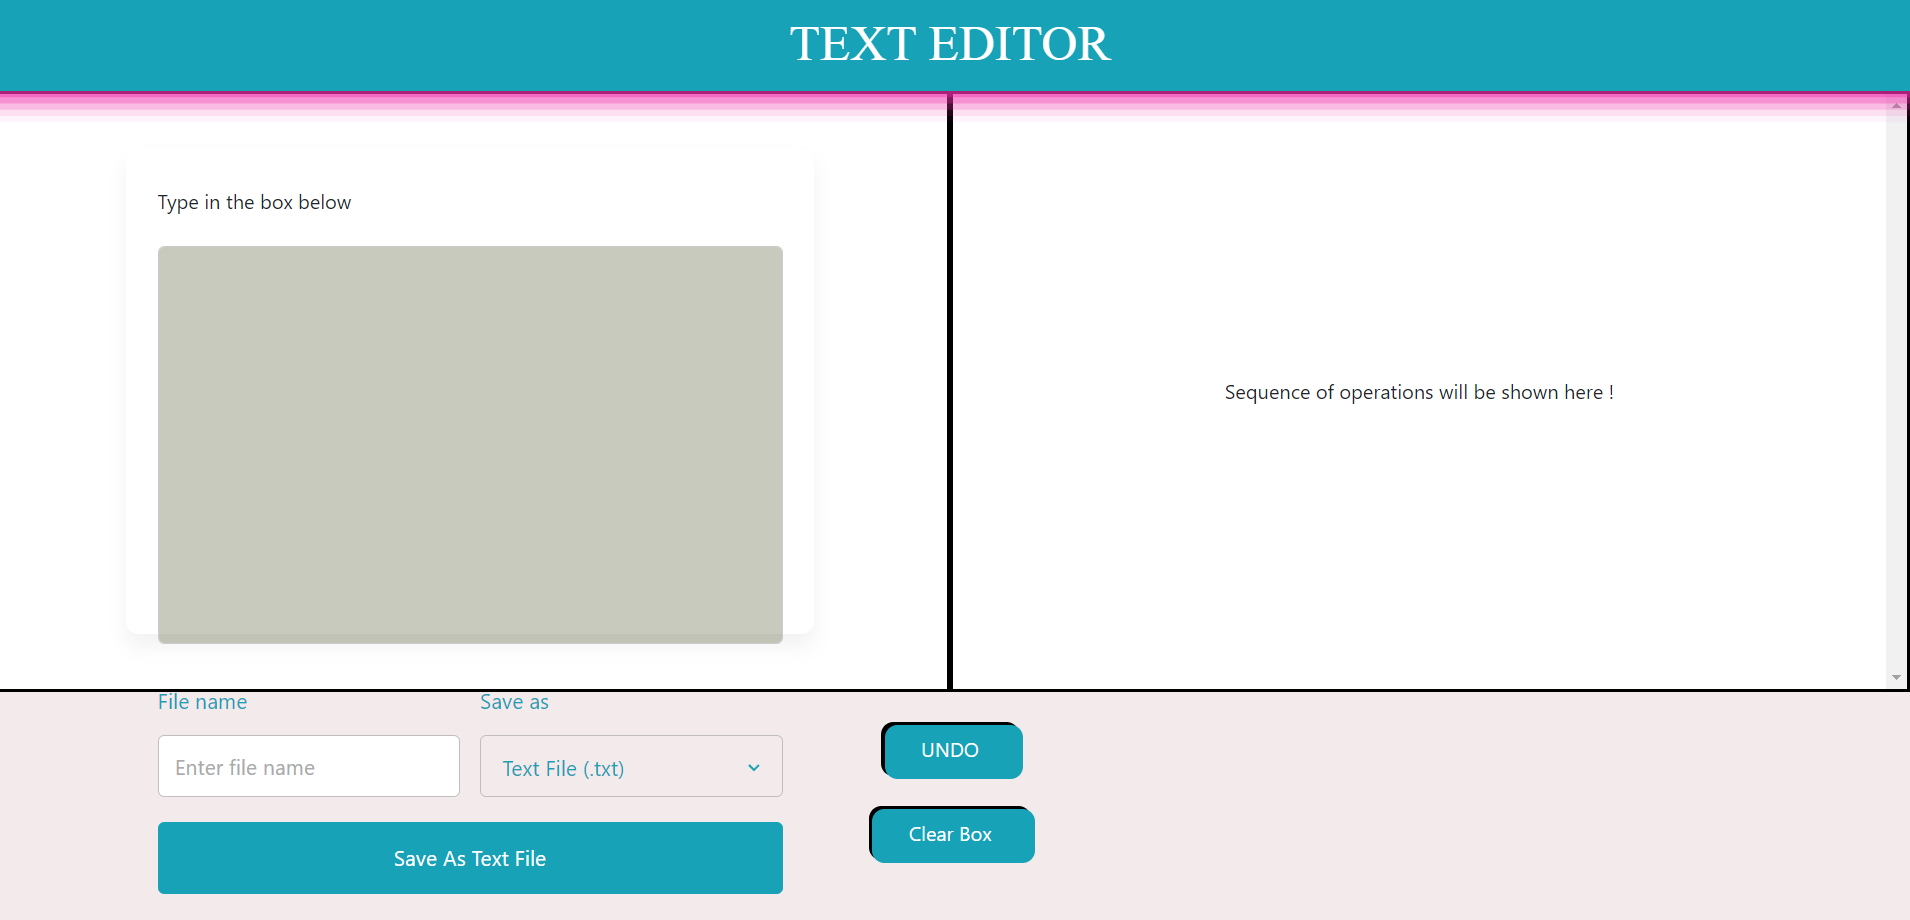 TEXT EDITOR
Type in the box below
Sequence of operations will be shown here !
File name
Save as
Enter file name
Text File (.txt)
Save As Text File
UNDO
Clear Box